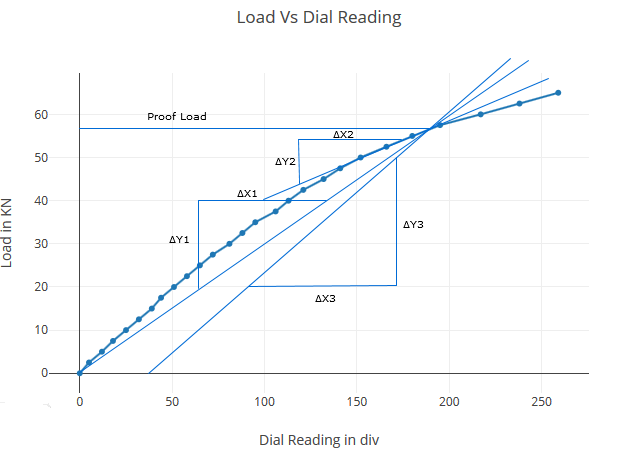 Load Vs Dial Reading
Load in KN
60
50
40
30
20
10
0
Proof Load
ΔX2
ΔY2
ΔX1
ΔY1
ΔY3
ΔX3
0 50 100 150 200 250
Dial Reading in div